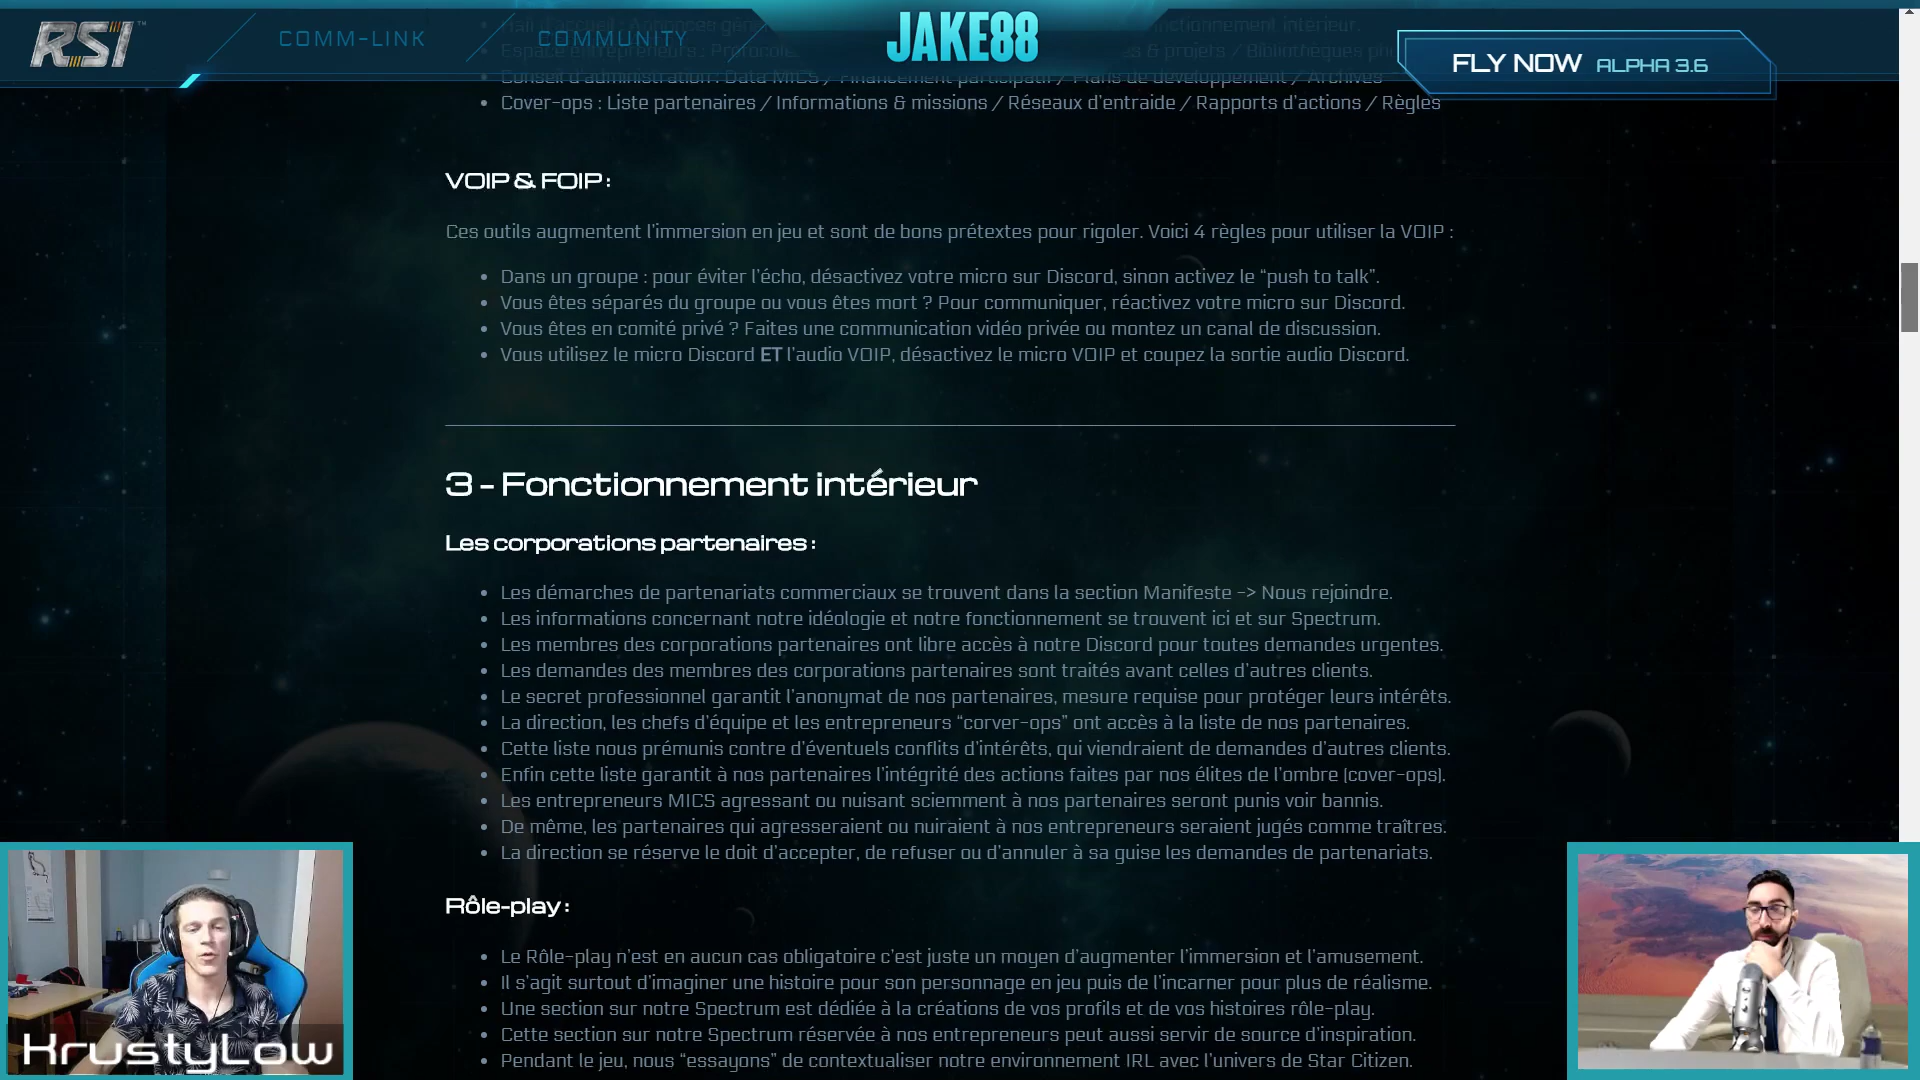 RSI
COMM-LINK
COMMUNITY
JAKE88
FLY NOW ALPHA 3.6
Conseil d'administration : Data MICS / Financement participatif / Plans de développement / Archives
Cover-ops : Liste partenaires / Informations & missions / Réseaux d'entraide / Rapports d'actions / Règles
VOIP & FOIP :
Ces outils augmentent l'immersion en jeu et sont de bons prétextes pour rigoler. Voici 4 règles pour utiliser la VOIP :
Dans un groupe : pour éviter l'écho, désactivez votre micro sur Discord, sinon activez le “push to talk”.
Vous êtes séparés du groupe ou vous êtes mort ? Pour communiquer, réactivez votre micro sur Discord.
Vous êtes en comité privé ? Faites une communication vidéo privée ou montez un canal de discussion.
Vous utilisez le micro Discord ET l'audio VOIP, désactivez le micro VOIP et coupez la sortie audio Discord.
3 - Fonctionnement intérieur
Les corporations partenaires :
Les démarches de partenariats commerciaux se trouvent dans la section Manifeste -> Nous rejoindre.
Les informations concernant notre idéologie et notre fonctionnement se trouvent ici et sur Spectrum.
Les membres des corporations partenaires ont libre accès à notre Discord pour toutes demandes urgentes.
Les demandes des membres des corporations partenaires sont traités avant celles d'autres clients.
Le secret professionnel garantit l'anonymat de nos partenaires, mesure requise pour protéger leurs intérêts.
La direction, les chefs d'équipe et les entrepreneurs “corver-ops” ont accès à la liste de nos partenaires.
Cette liste nous prémunis contre d'éventuels conflits d'intérêts, qui viendraient de demandes d'autres clients.
Enfin cette liste garantit à nos partenaires l'intégrité des actions faites par nos élites de l'ombre (cover-ops).
Les entrepreneurs MICS agressant ou nuisant sciemment à nos partenaires seront punis voir bannis.
De même, les partenaires qui agresseraient ou nuiraient à nos entrepreneurs seraient jugés comme traîtres.
La direction se réserve le doit d'accepter, de refuser ou d'annuler à sa guise les demandes de partenariats.
Rôle-play :
Le Rôle-play n'est en aucun cas obligatoire c'est juste un moyen d'augmenter l'immersion et l'amusement.
Il s'agit surtout d'imaginer une histoire pour son personnage en jeu puis de l'incarner pour plus de réalisme.
Une section sur notre Spectrum est dédiée à la créations de vos profils et de vos histoires rôle-play.
Cette section sur notre Spectrum réservée à nos entrepreneurs peut aussi servir de source d'inspiration.
Pendant le jeu, nous “essayons” de contextualiser notre environnement IRL avec l'univers de Star Citizen.
KrustyLow